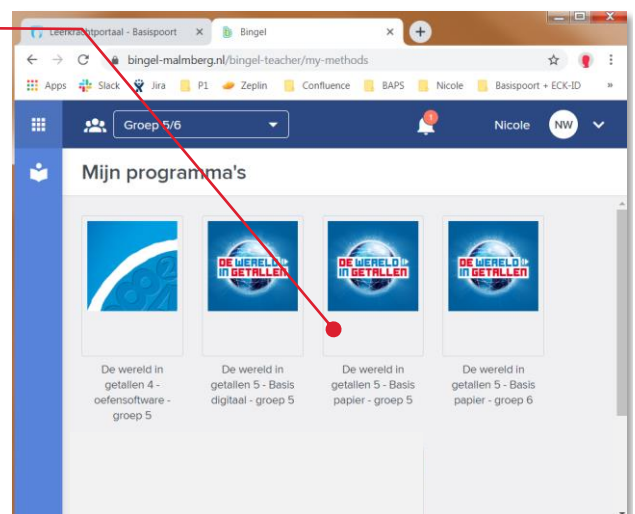 Leerkrachtportaal - Basispoort
Bingel
bingel-malmberg.nl/bingel-teacher/my-methods
Apps Slack Jira P1 Zeplin Confluence BAPS Nicole Basispoort + ECK-ID »
Groep 5/6 1 Nicole NW
Mijn programma's
DE WERELD
IN GETALLEN
DE WERELD
IN GETALLEN
DE WERELD
IN GETALLEN
De wereld in
getallen 4 -
oefensoftware -
groep 5
De wereld in
getallen 5 - Basis
digitaal - groep 5
De wereld in
getallen 5 - Basis
papier - groep 5
De wereld in
getallen 5 - Basis
papier - groep 6